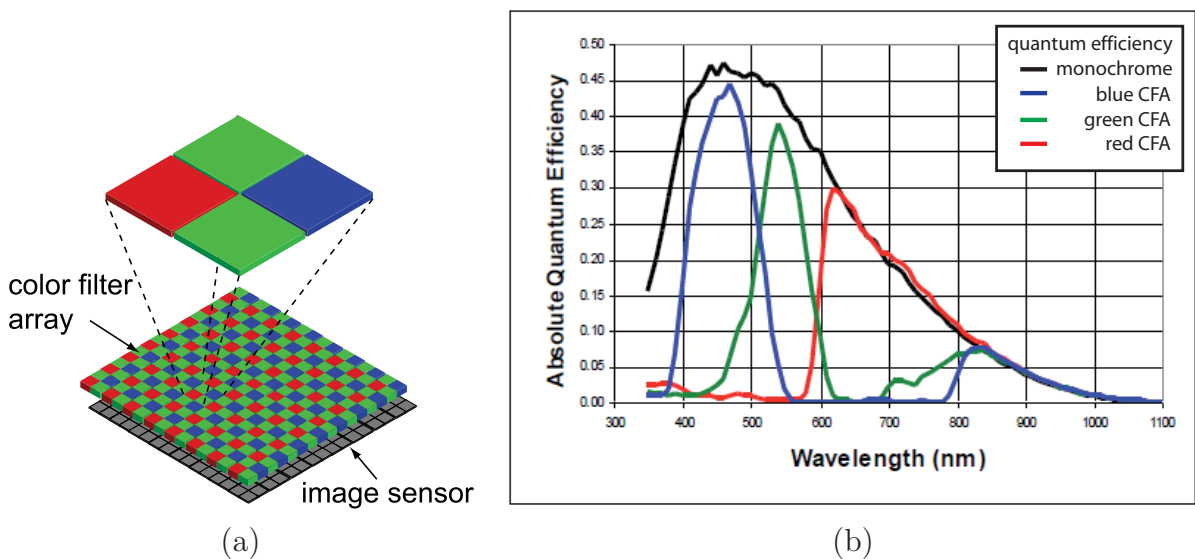 color filter
array
image sensor
(a)
Absolute Quantum Efficiency
0.50
0.45
0.40
0.35
0.30
0.25
0.20
0.15
0.10
0.05
0.00
300 400 500 600 700 800 900 1000 1100
Wavelength (nm)
quantum efficiency
monochrome
blue CFA
green CFA
red CFA
(b)